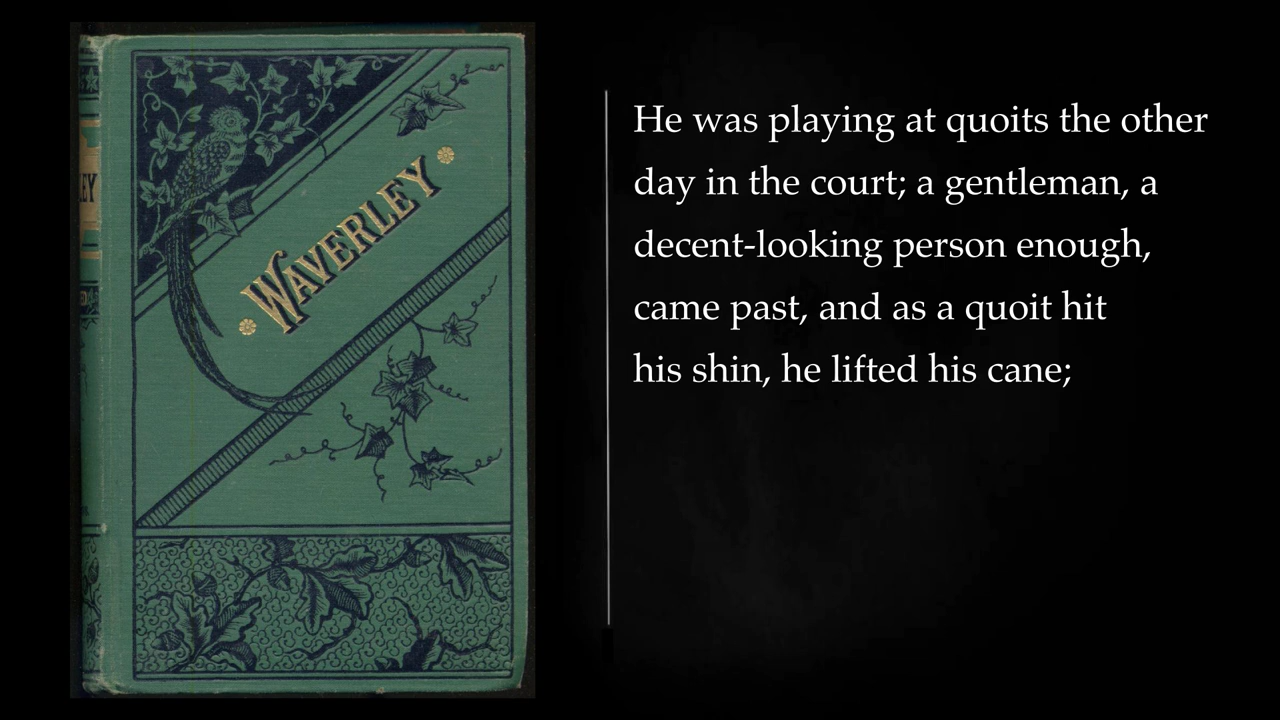 WAVERLEY
EY
He was playing at quoits the other
day in the court; a gentleman, a
decent-looking person enough,
came past, and as a quoit hit
his shin, he lifted his cane;